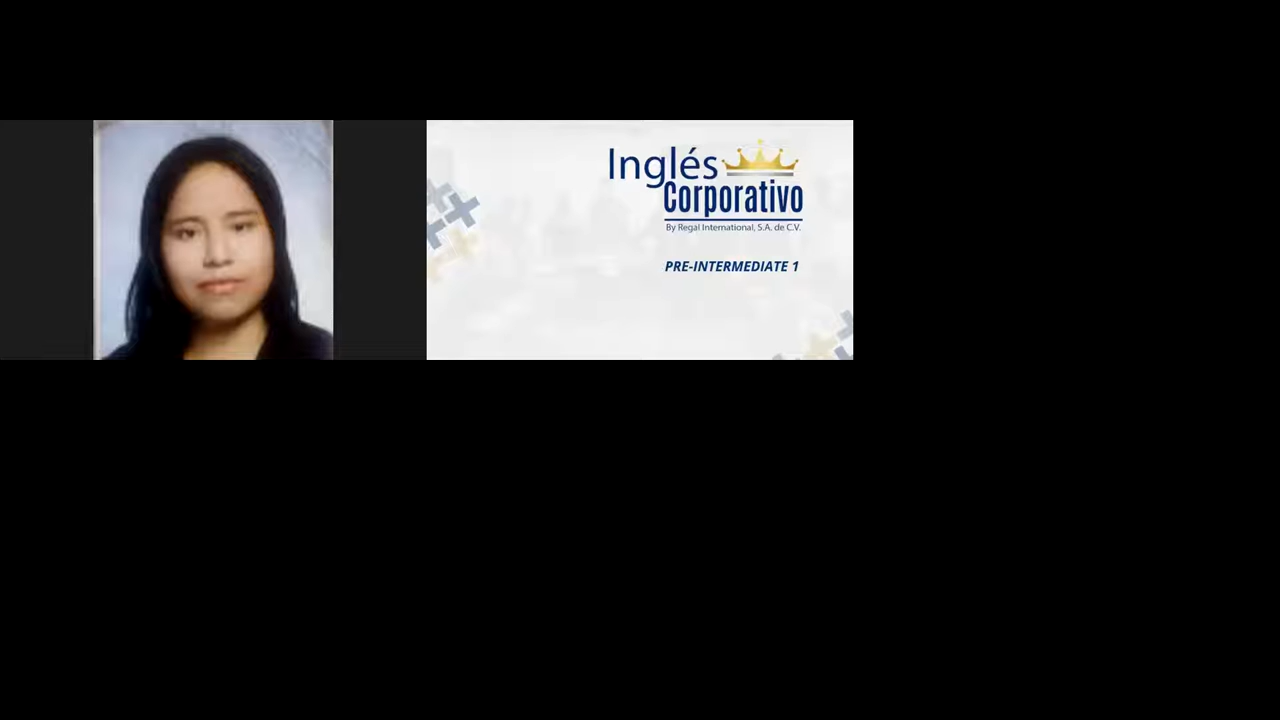 Inglés
Corporativo
By Regal International, S.A. de C.V.
PRE-INTERMEDIATE 1